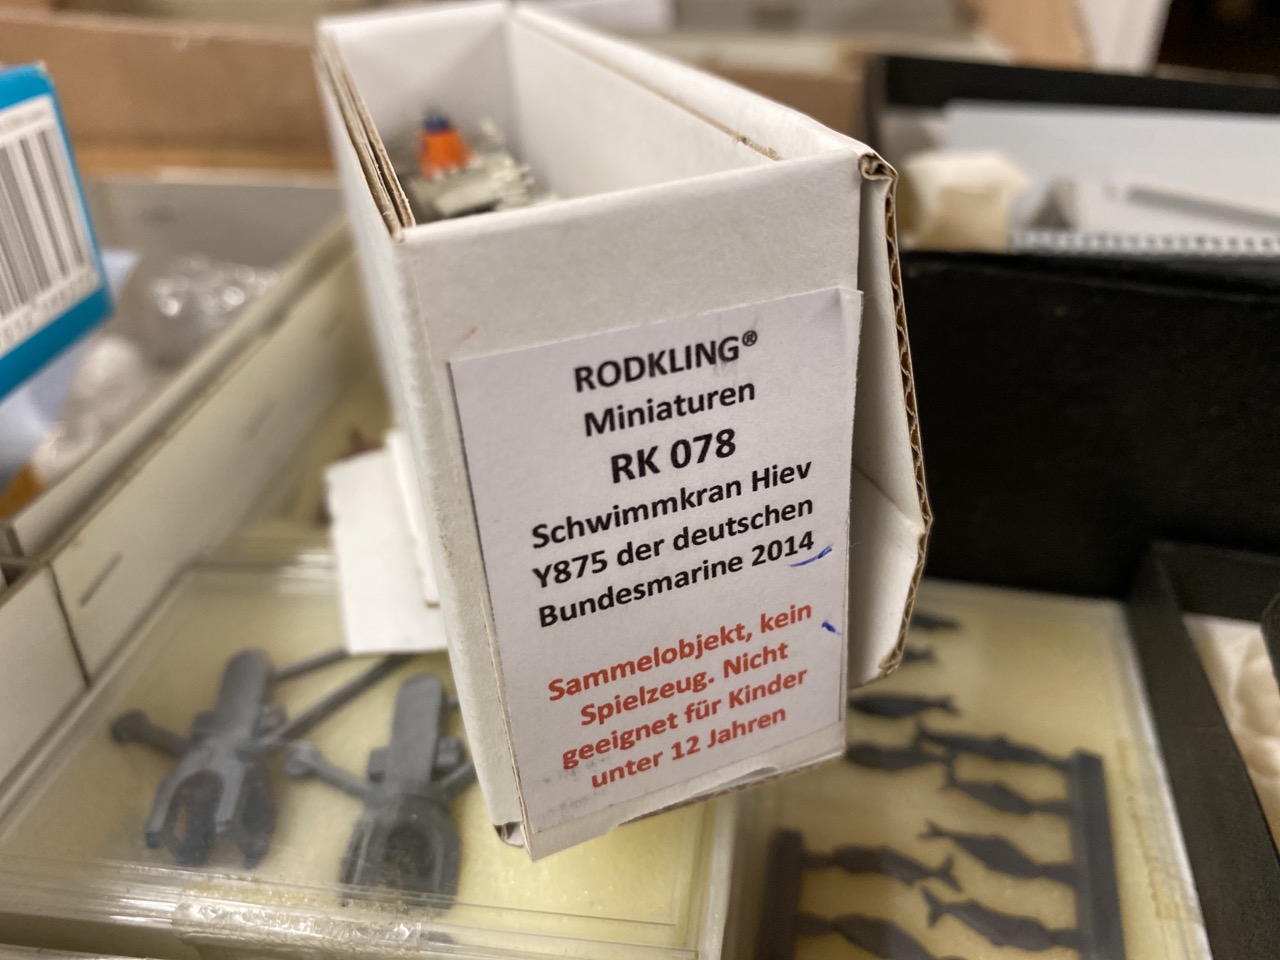 RODKLING®
Miniaturen
RK 078
Schwimmkran Hiev
Y875 der deutschen
Bundesmarine 2014
Sammelobjekt, kein
Spielzeug. Nicht
geeignet für Kinder
unter 12 Jahren